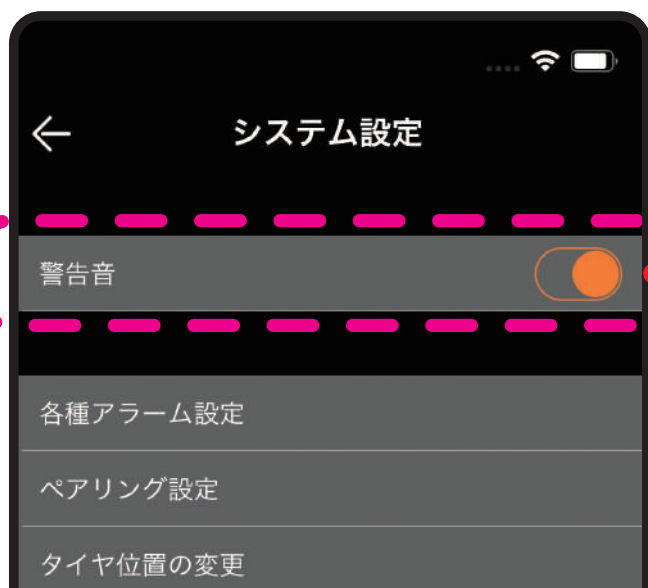 システム設定
警告音
各種アラーム設定
ペアリング設定
タイヤ位置の変更